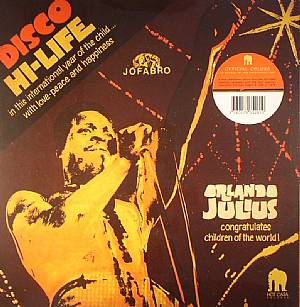 DISCO
HI-LIFE
in this international year of the child...
with love-peace and happiness
JOFABRO
ORLANDO
JULIUS
congratulates
children of the world!
HOT CASA